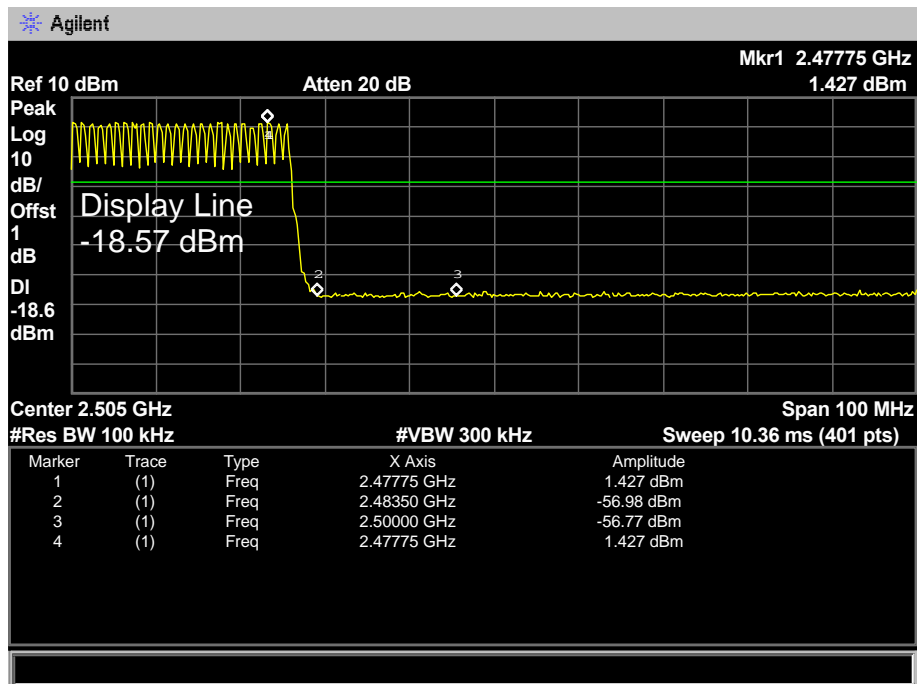 Agilent
Mkr1 2.47775 GHz
Ref 10 dBm Atten 20 dB 1.427 dBm
Peak
Log
10
dB/
Offst
1
dB
DI
-18.6
dBm
Display Line
-18.57 dBm
4
2 3
Center 2.505 GHz Span 100 MHz
#Res BW 100 kHz #VBW 300 kHz Sweep 10.36 ms (401 pts)
Marker Trace Type X Axis Amplitude
1 (1) Freq 2.47775 GHz 1.427 dBm
2 (1) Freq 2.48350 GHz -56.98 dBm
3 (1) Freq 2.50000 GHz -56.77 dBm
4 (1) Freq 2.47775 GHz 1.427 dBm